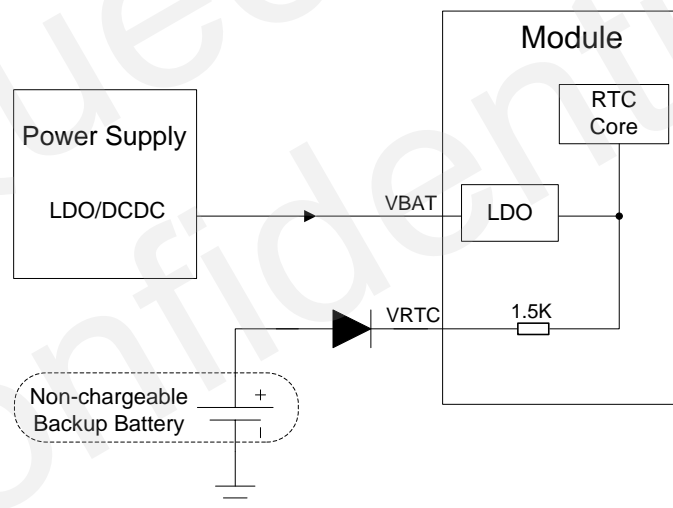 Module
RTC
Core
Power Supply
LDO/DCDC
VBAT
LDO
VRTC
1.5K
Non-chargeable
Backup Battery
+